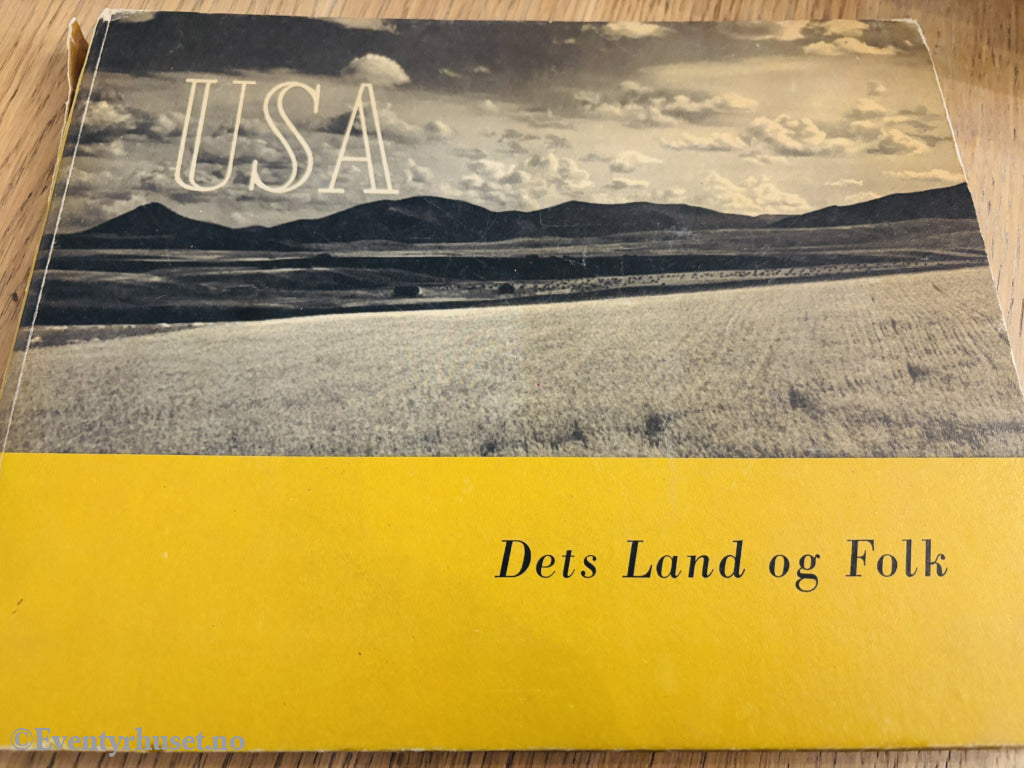 USA
Dets Land og Folk
©Eventyrhuset.no